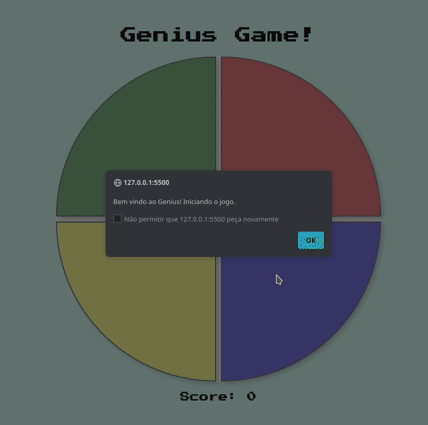 Genius Game!
127.0.0.1:5500
Bem vindo ao Genius! Iniciando o jogo.
Não permitir que 127.0.0.1:5500 peça novamente
OK
Score: 0